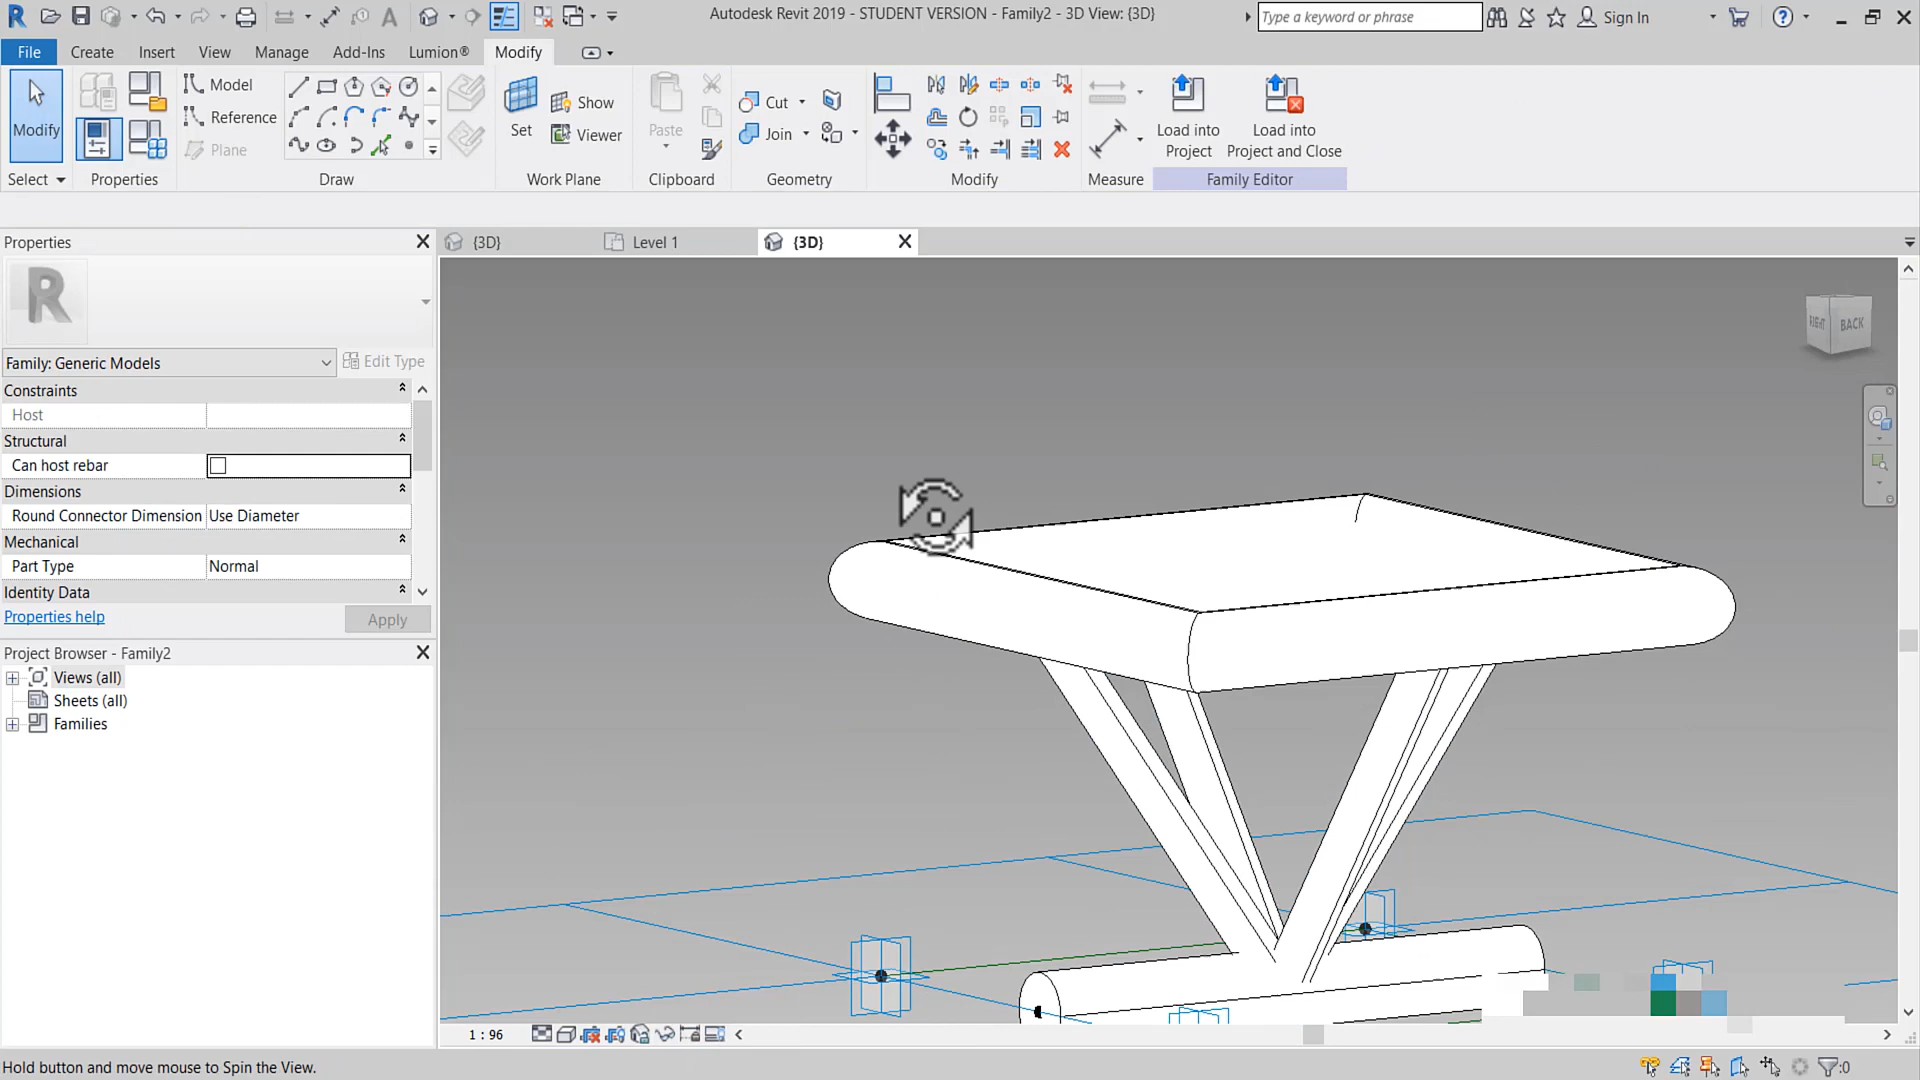 Autodesk Revit 2019 - STUDENT VERSION - Family2 - 3D View: {3D}
Type a keyword or phrase
Sign In
File Create Insert View Manage Add-Ins Lumion® Modify
Modify
Model
Reference
Plane
Set
Show
Viewer
Paste
Cut
Join
Load into
Project
Load into
Project and Close
Select Properties Draw Work Plane Clipboard Geometry Modify Measure Family Editor
Properties
{3D}
Level 1
{3D}
Family: Generic Models
Edit Type
Constraints
Host
Structural
Can host rebar
Dimensions
Round Connector Dimension Use Diameter
Mechanical
Part Type Normal
Identity Data
Properties help
Apply
Project Browser - Family2
Views (all)
Sheets (all)
Families
RIGHT BACK
1 : 96
Hold button and move mouse to Spin the View.
:0